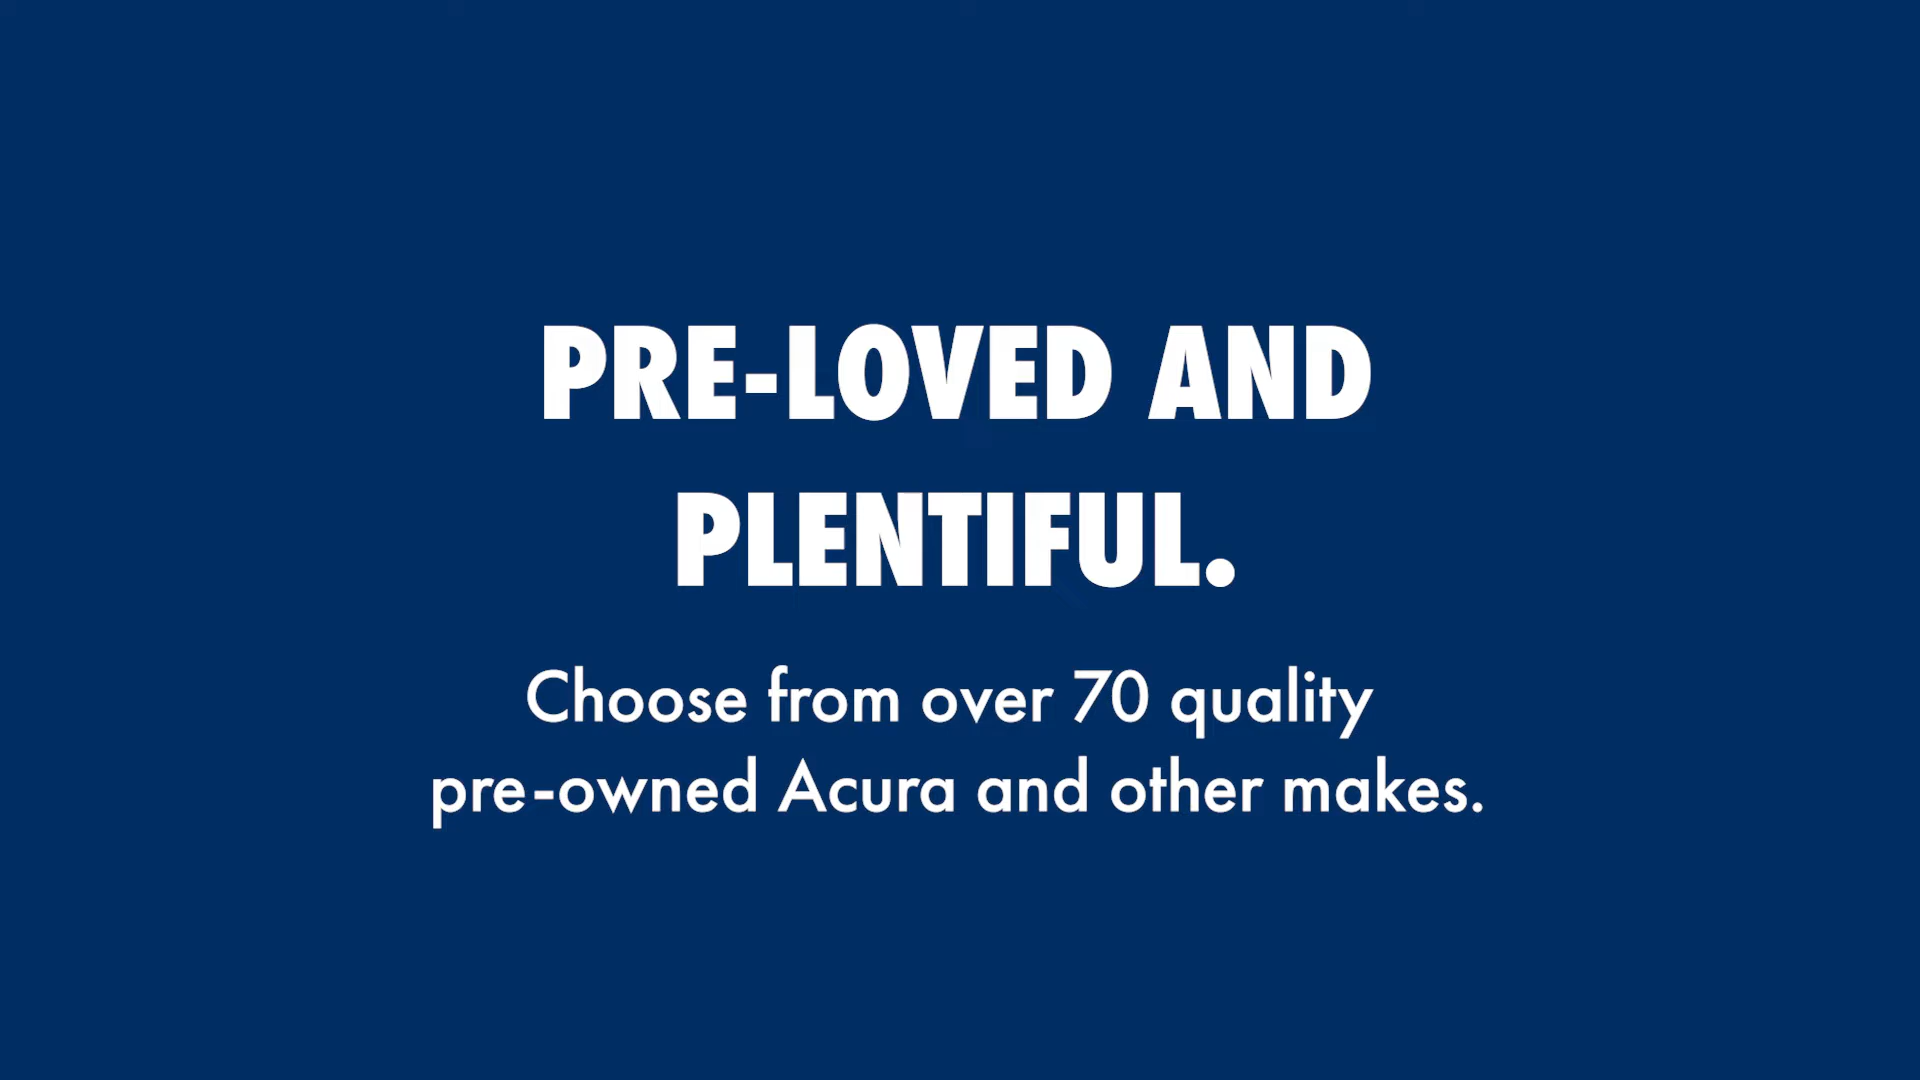 PRE-LOVED AND
PLENTIFUL.
Choose from over 70 quality
pre-owned Acura and other makes.